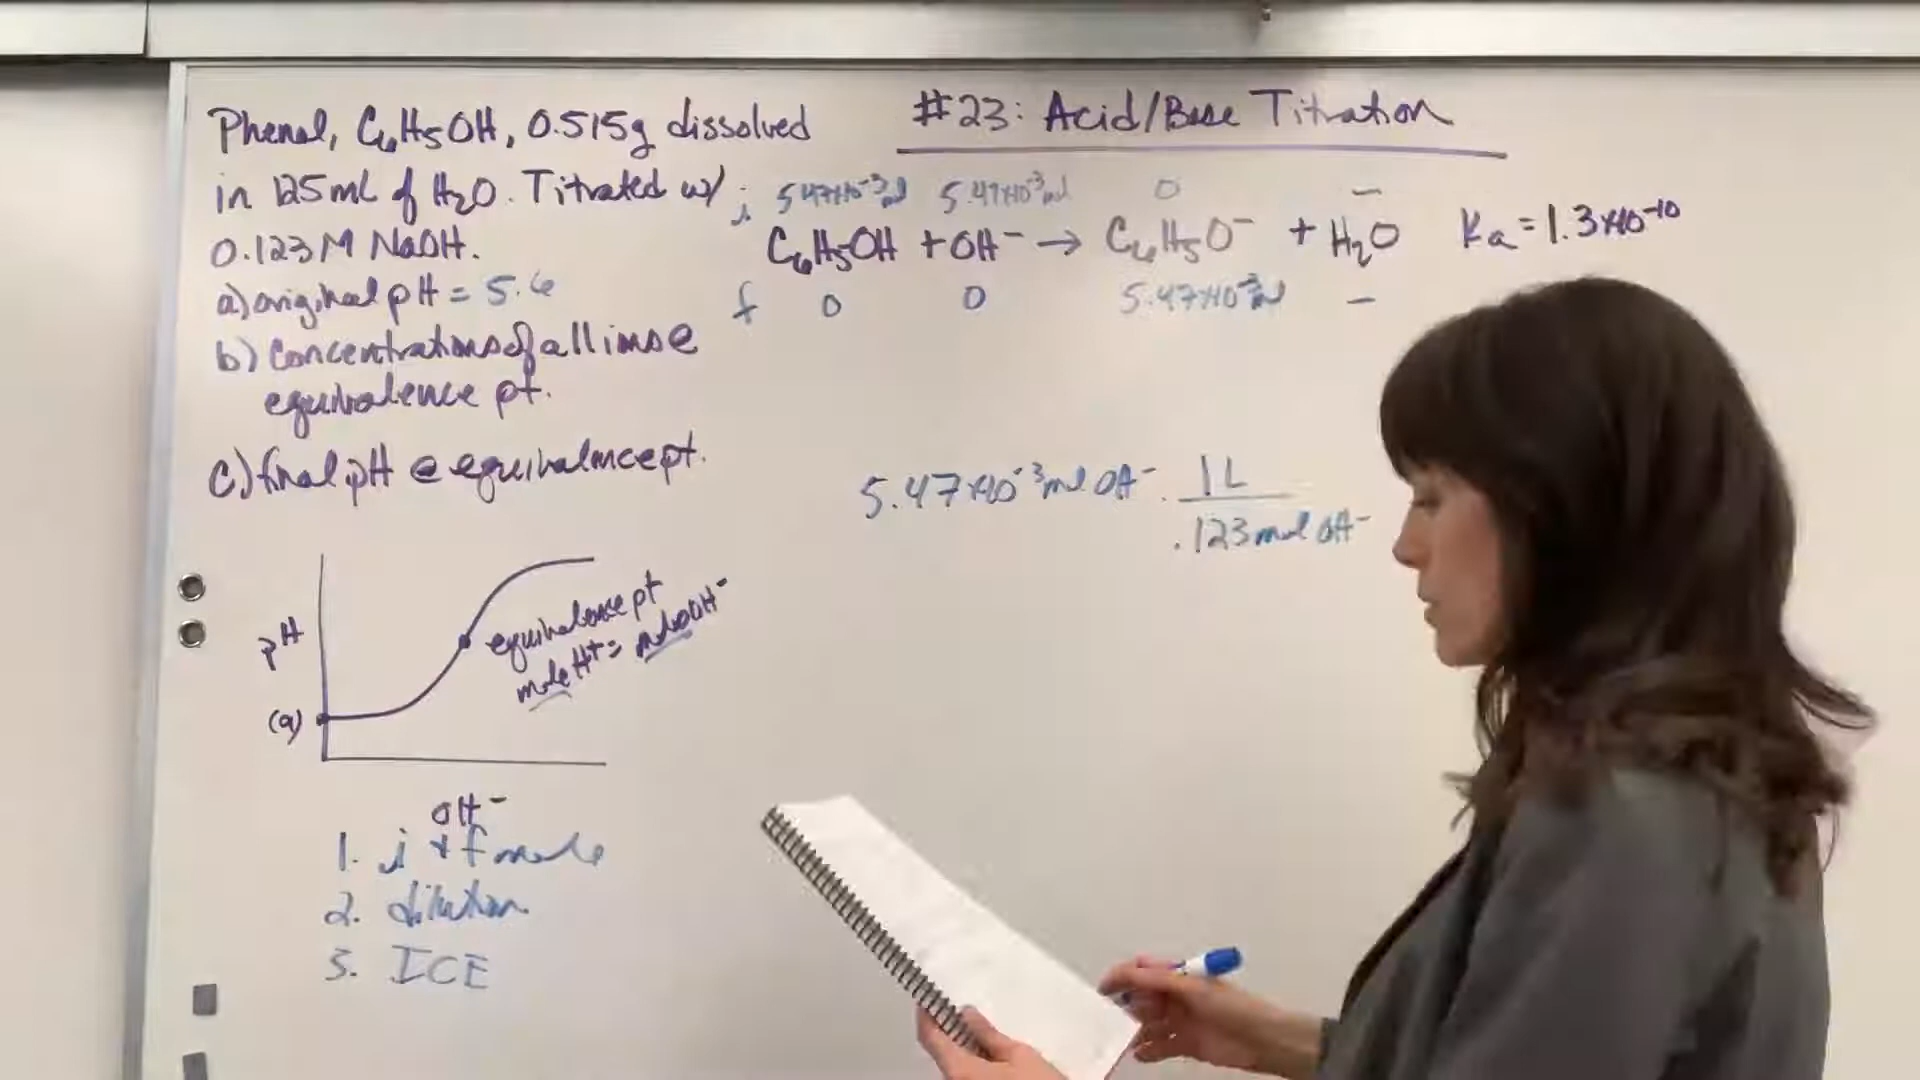 Phenol, C6H5OH, 0.515g dissolved
in 125ml of H2O. Titrated w/
0.123M NaOH.
a) original pH = 5.6
b) Concentrations of all ions @
equivalence pt.
c) final pH @ equivalence pt.
#23: Acid/Base Titration
i 5.47x10-3 mol 5.47x10-3 mol 0 —
C6H5OH + OH- → C6H5O- + H2O Ka = 1.3x10-10
f 0 0 5.47x10-3 mol —
5.47x10-3 mol OH- . 1L
.123 mol OH-
equivalence pt
mole H+ = moles OH-
pH
(a)
OH-
1. i + f mole
2. dilution
3. ICE